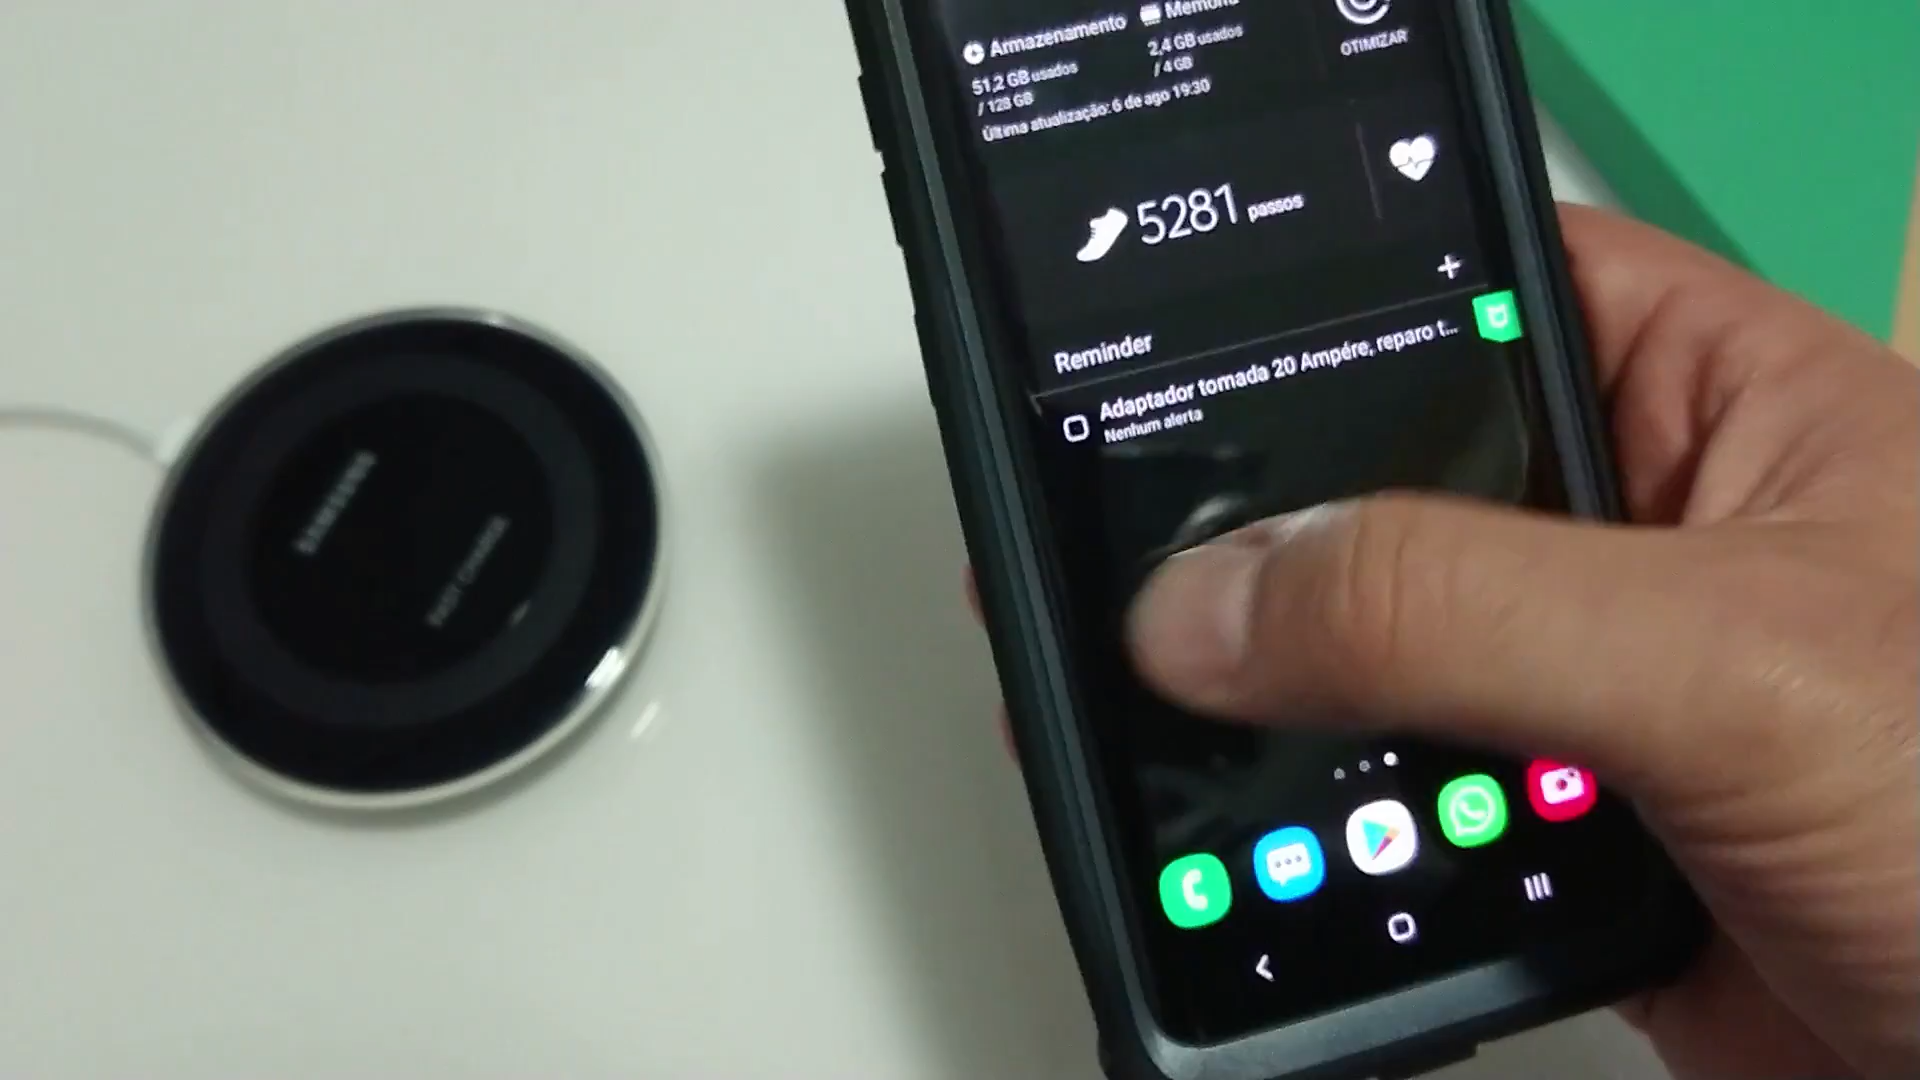 Armazenamento
51,2 GB usados
/ 128 GB
Memória
2,4 GB usados
/ 4 GB
OTIMIZAR
Última atualização: 6 de ago 19:30
5281 passos
Reminder
Adaptador tomada 20 Ampére, reparo t...
Nenhum alerta
SAMSUNG
FAST CHARGE